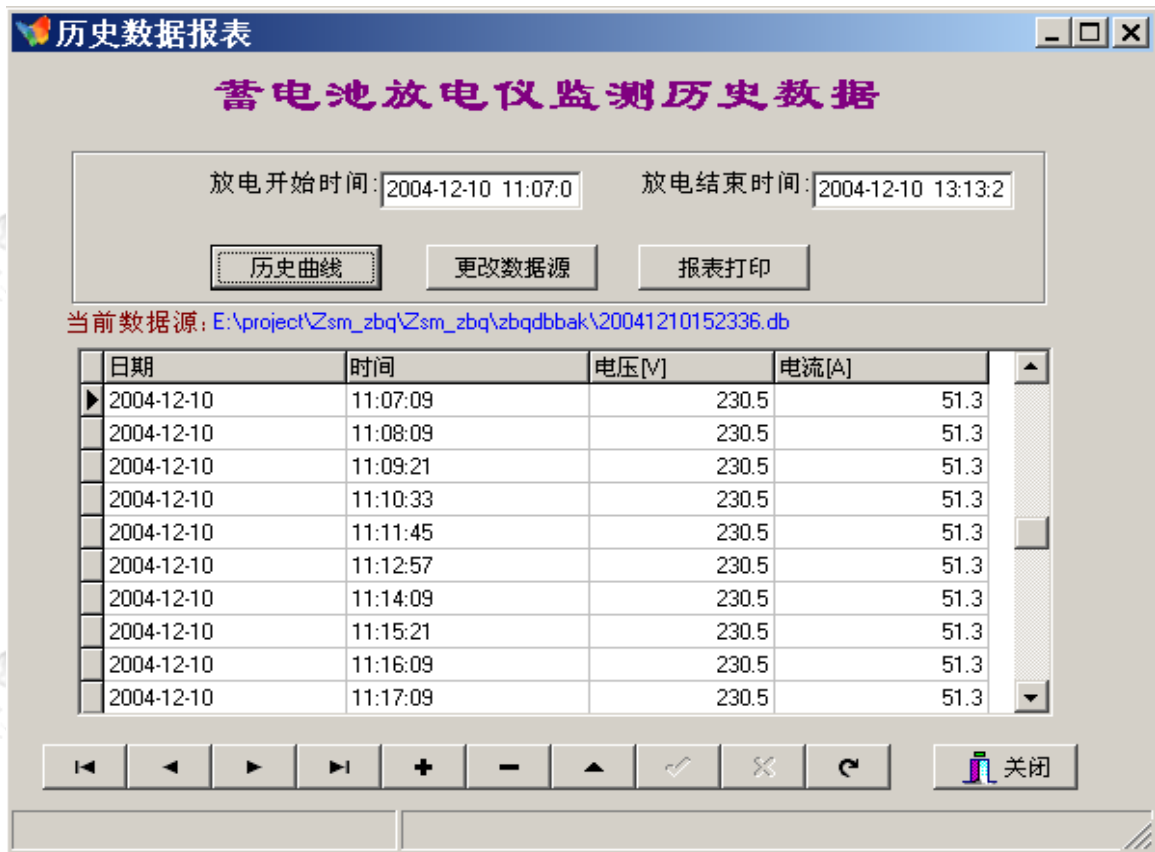 历史数据报表
蓄电池放电仪监测历史数据
放电开始时间: 2004-12-10 11:07:0 放电结束时间: 2004-12-10 13:13:2
历史曲线 更改数据源 报表打印
当前数据源: E:\project\Zsm_zbq\Zsm_zbq\zbqdbbak\20041210152336.db
日期 时间 电压[V] 电流[A]
2004-12-10 11:07:09 230.5 51.3
2004-12-10 11:08:09 230.5 51.3
2004-12-10 11:09:21 230.5 51.3
2004-12-10 11:10:33 230.5 51.3
2004-12-10 11:11:45 230.5 51.3
2004-12-10 11:12:57 230.5 51.3
2004-12-10 11:14:09 230.5 51.3
2004-12-10 11:15:21 230.5 51.3
2004-12-10 11:16:09 230.5 51.3
2004-12-10 11:17:09 230.5 51.3
关闭